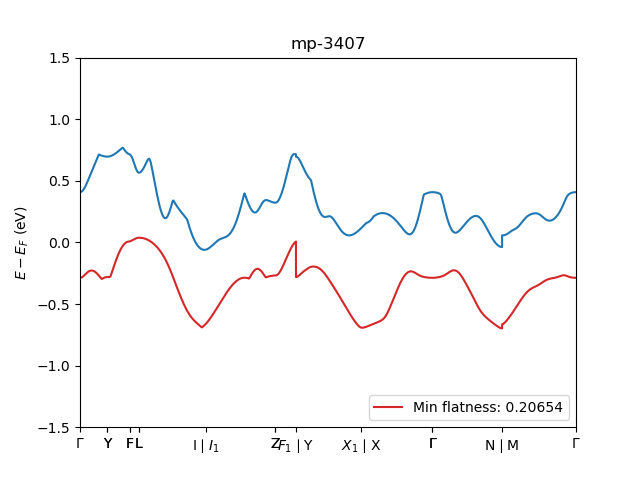 mp-3407
E − E_F (eV)
1.5
1.0
0.5
0.0
−0.5
−1.0
−1.5
Min flatness: 0.20654
Γ Y F L I | I₁ Z F₁ | Y X₁ | X Γ N | M Γ